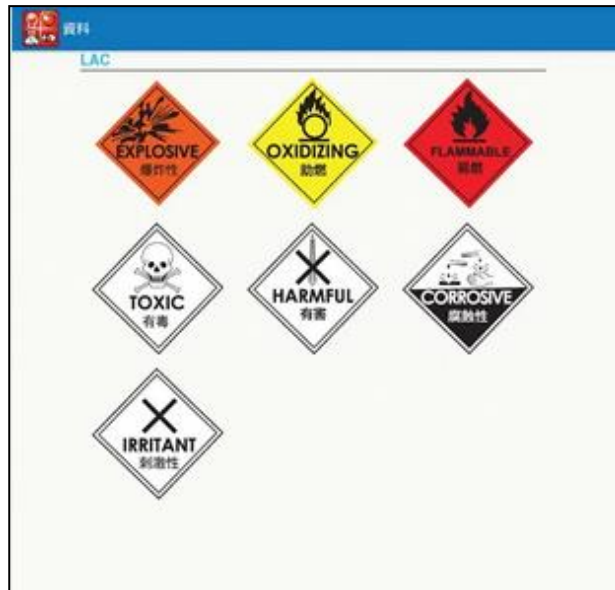 資料
LAC
EXPLOSIVE
爆炸性
OXIDIZING
助燃
FLAMMABLE
易燃
TOXIC
有毒
HARMFUL
有害
CORROSIVE
腐蝕性
IRRITANT
刺激性